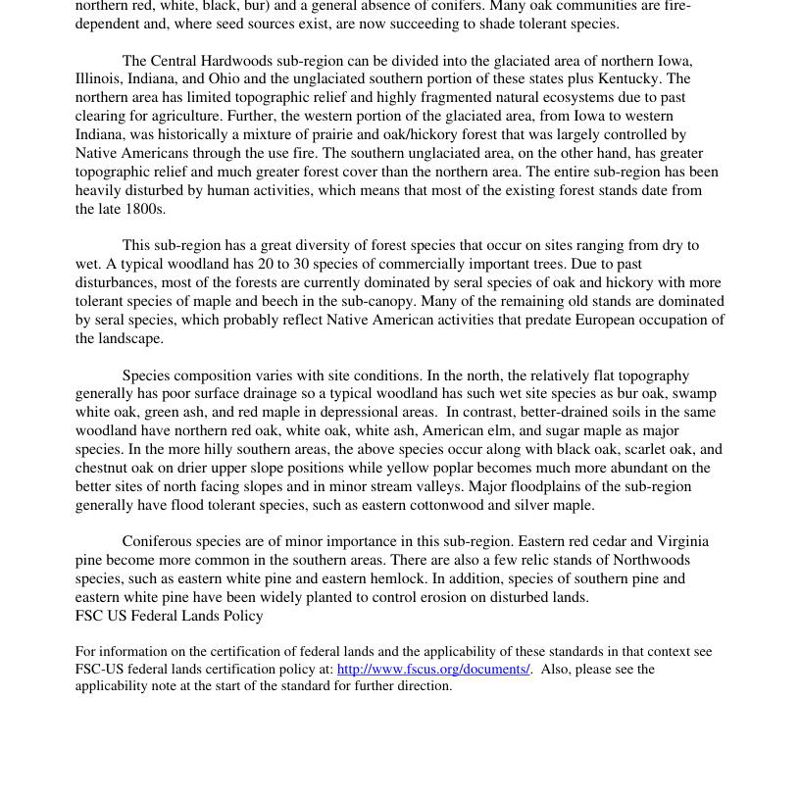 northern red, white, black, bur) and a general absence of conifers. Many oak communities are fire-
dependent and, where seed sources exist, are now succeeding to shade tolerant species.
The Central Hardwoods sub-region can be divided into the glaciated area of northern Iowa,
Illinois, Indiana, and Ohio and the unglaciated southern portion of these states plus Kentucky. The
northern area has limited topographic relief and highly fragmented natural ecosystems due to past
clearing for agriculture. Further, the western portion of the glaciated area, from Iowa to western
Indiana, was historically a mixture of prairie and oak/hickory forest that was largely controlled by
Native Americans through the use fire. The southern unglaciated area, on the other hand, has greater
topographic relief and much greater forest cover than the northern area. The entire sub-region has been
heavily disturbed by human activities, which means that most of the existing forest stands date from
the late 1800s.
This sub-region has a great diversity of forest species that occur on sites ranging from dry to
wet. A typical woodland has 20 to 30 species of commercially important trees. Due to past
disturbances, most of the forests are currently dominated by seral species of oak and hickory with more
tolerant species of maple and beech in the sub-canopy. Many of the remaining old stands are dominated
by seral species, which probably reflect Native American activities that predate European occupation of
the landscape.
Species composition varies with site conditions. In the north, the relatively flat topography
generally has poor surface drainage so a typical woodland has such wet site species as bur oak, swamp
white oak, green ash, and red maple in depressional areas.  In contrast, better-drained soils in the same
woodland have northern red oak, white oak, white ash, American elm, and sugar maple as major
species. In the more hilly southern areas, the above species occur along with black oak, scarlet oak, and
chestnut oak on drier upper slope positions while yellow poplar becomes much more abundant on the
better sites of north facing slopes and in minor stream valleys. Major floodplains of the sub-region
generally have flood tolerant species, such as eastern cottonwood and silver maple.
Coniferous species are of minor importance in this sub-region. Eastern red cedar and Virginia
pine become more common in the southern areas. There are also a few relic stands of Northwoods
species, such as eastern white pine and eastern hemlock. In addition, species of southern pine and
eastern white pine have been widely planted to control erosion on disturbed lands.
FSC US Federal Lands Policy
For information on the certification of federal lands and the applicability of these standards in that context see
FSC-US federal lands certification policy at: http://www.fscus.org/documents/.  Also, please see the
applicability note at the start of the standard for further direction.